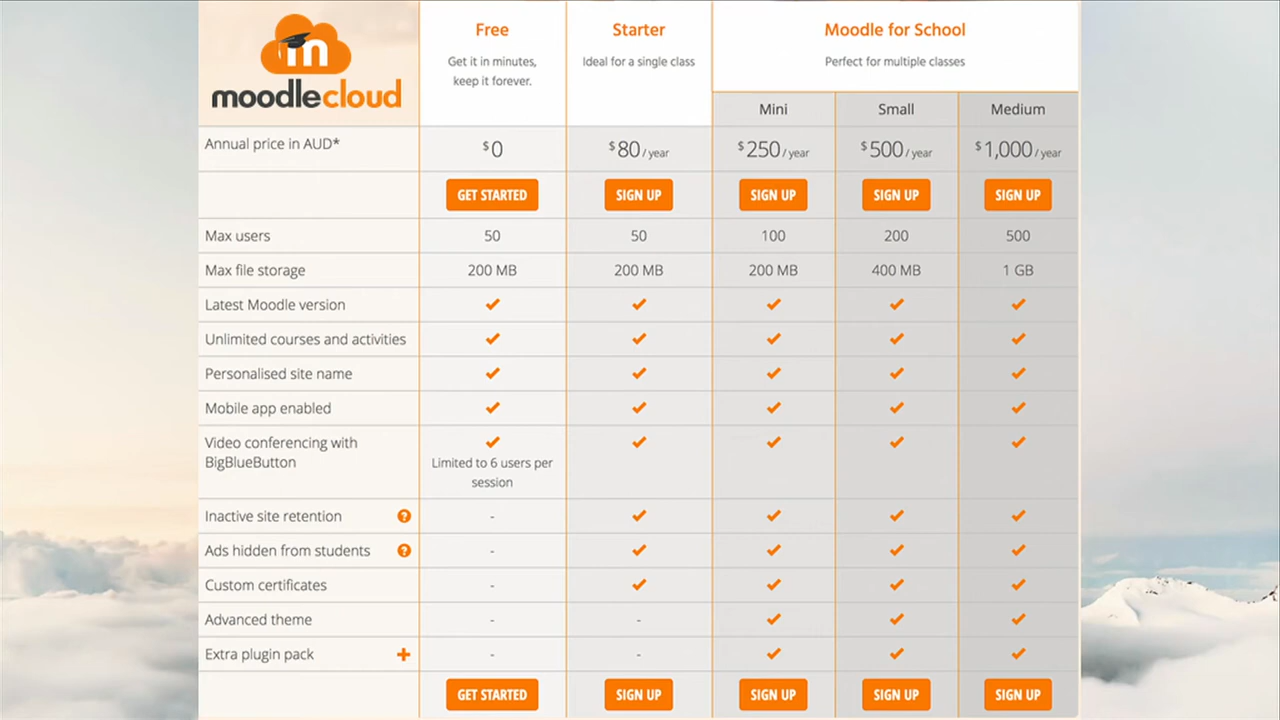 m
moodlecloud
Free
Get it in minutes,
keep it forever.
Starter
Ideal for a single class
Moodle for School
Perfect for multiple classes
Mini Small Medium
Annual price in AUD* $0 $80 / year $250 / year $500 / year $1,000 / year
GET STARTED SIGN UP SIGN UP SIGN UP SIGN UP
Max users 50 50 100 200 500
Max file storage 200 MB 200 MB 200 MB 400 MB 1 GB
Latest Moodle version ✔ ✔ ✔ ✔ ✔
Unlimited courses and activities ✔ ✔ ✔ ✔ ✔
Personalised site name ✔ ✔ ✔ ✔ ✔
Mobile app enabled ✔ ✔ ✔ ✔ ✔
Video conferencing with ✔ ✔ ✔ ✔ ✔
BigBlueButton
Limited to 6 users per
session
Inactive site retention ? - ✔ ✔ ✔ ✔
Ads hidden from students ? - ✔ ✔ ✔ ✔
Custom certificates - ✔ ✔ ✔ ✔
Advanced theme - - ✔ ✔ ✔
Extra plugin pack + - - ✔ ✔ ✔
GET STARTED SIGN UP SIGN UP SIGN UP SIGN UP